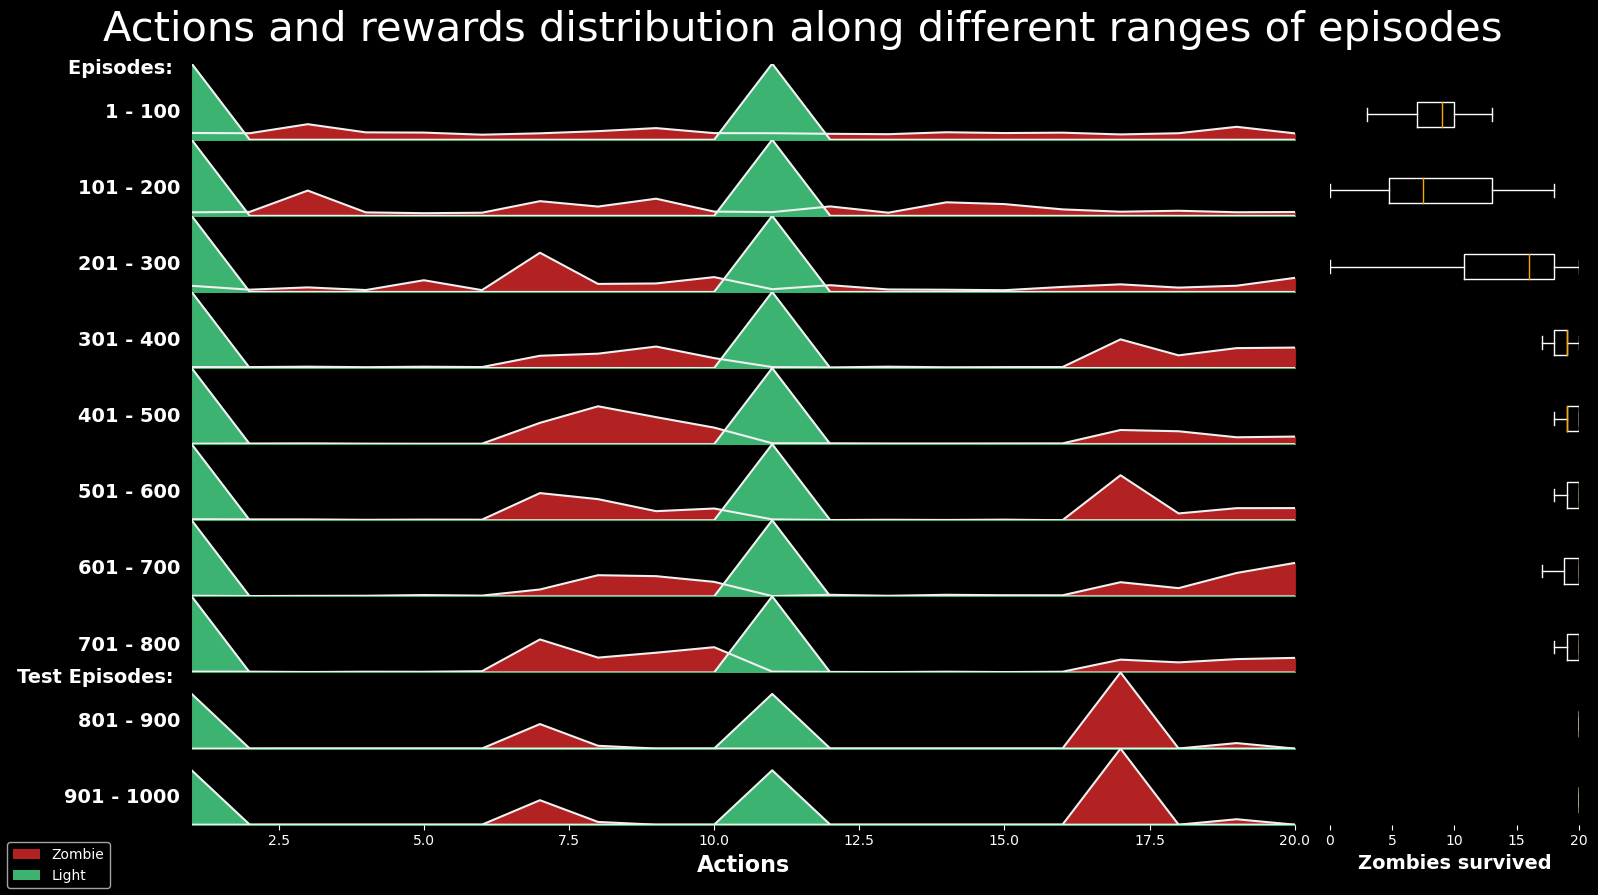 Actions and rewards distribution along different ranges of episodes
Episodes:
1 - 100
101 - 200
201 - 300
301 - 400
401 - 500
501 - 600
601 - 700
701 - 800
Test Episodes:
801 - 900
901 - 1000
2.5 5.0 7.5 10.0 12.5 15.0 17.5 20.0 0 5 10 15 20
Actions
Zombies survived
Zombie
Light